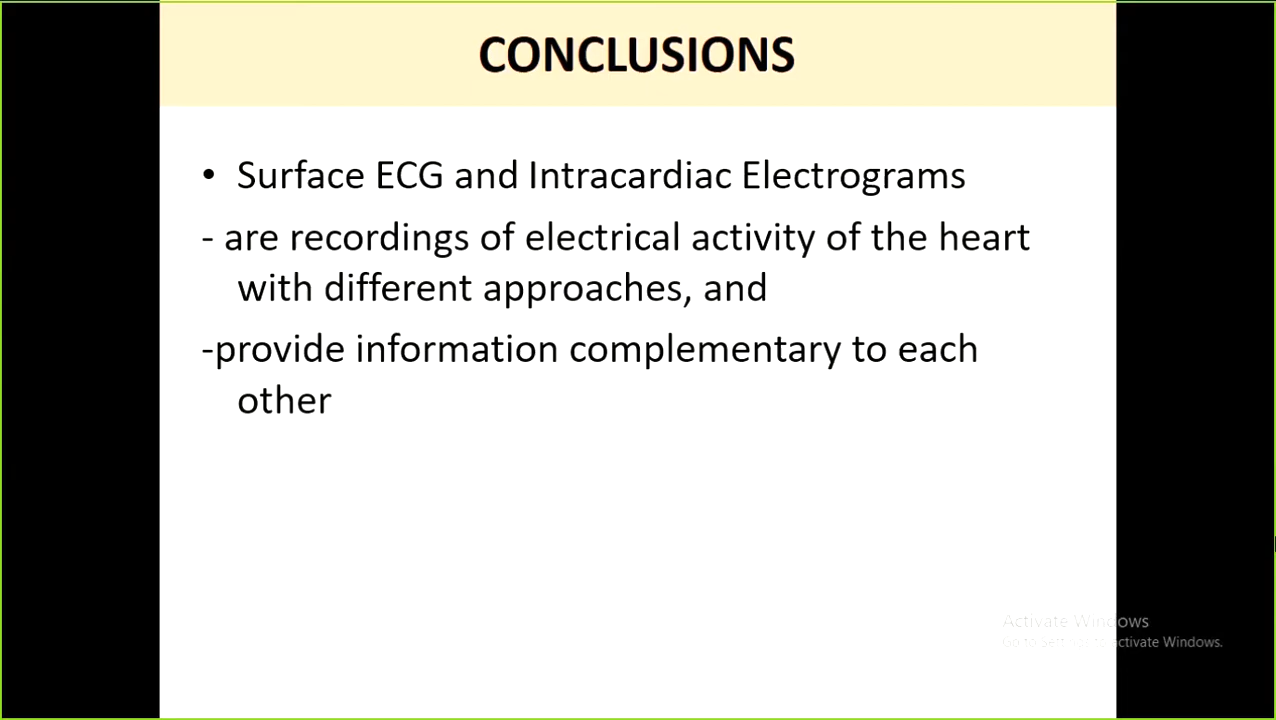 CONCLUSIONS
• Surface ECG and Intracardiac Electrograms
- are recordings of electrical activity of the heart
with different approaches, and
-provide information complementary to each
other
Activate Windows
Go to Settings to activate Windows.